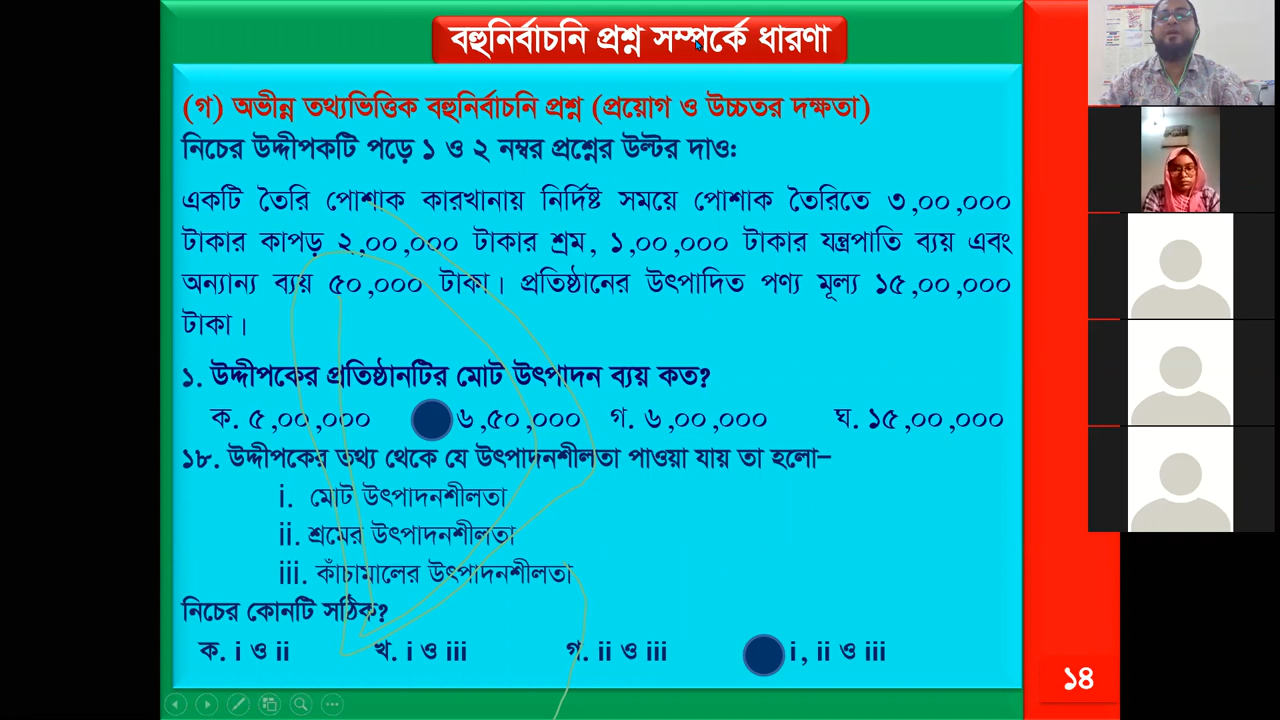 বহুনির্বাচনি প্রশ্ন সম্পর্কে ধারণা
(গ) অভীন্ন তথ্যভিত্তিক বহুনির্বাচনি প্রশ্ন (প্রয়োগ ও উচ্চতর দক্ষতা)
নিচের উদ্দীপকটি পড়ে ১ ও ২ নম্বর প্রশ্নের উল্টর দাও:
একটি তৈরি পোশাক কারখানায় নির্দিষ্ট সময়ে পোশাক তৈরিতে ৩,০০,০০০
টাকার কাপড় ২,০০,০০০ টাকার শ্রম, ১,০০,০০০ টাকার যন্ত্রপাতি ব্যয় এবং
অন্যান্য ব্যয় ৫০,০০০ টাকা। প্রতিষ্ঠানের উৎপাদিত পণ্য মূল্য ১৫,০০,০০০
টাকা।
১. উদ্দীপকের প্রতিষ্ঠানটির মোট উৎপাদন ব্যয় কত?
ক. ৫,০০,০০০ ৬,৫০,০০০ গ. ৬,০০,০০০ ঘ. ১৫,০০,০০০
১৮. উদ্দীপকের তথ্য থেকে যে উৎপাদনশীলতা পাওয়া যায় তা হলো–
i. মোট উৎপাদনশীলতা
ii. শ্রমের উৎপাদনশীলতা
iii. কাঁচামালের উৎপাদনশীলতা
নিচের কোনটি সঠিক?
ক. i ও ii খ. i ও iii গ. ii ও iii i, ii ও iii
১৪